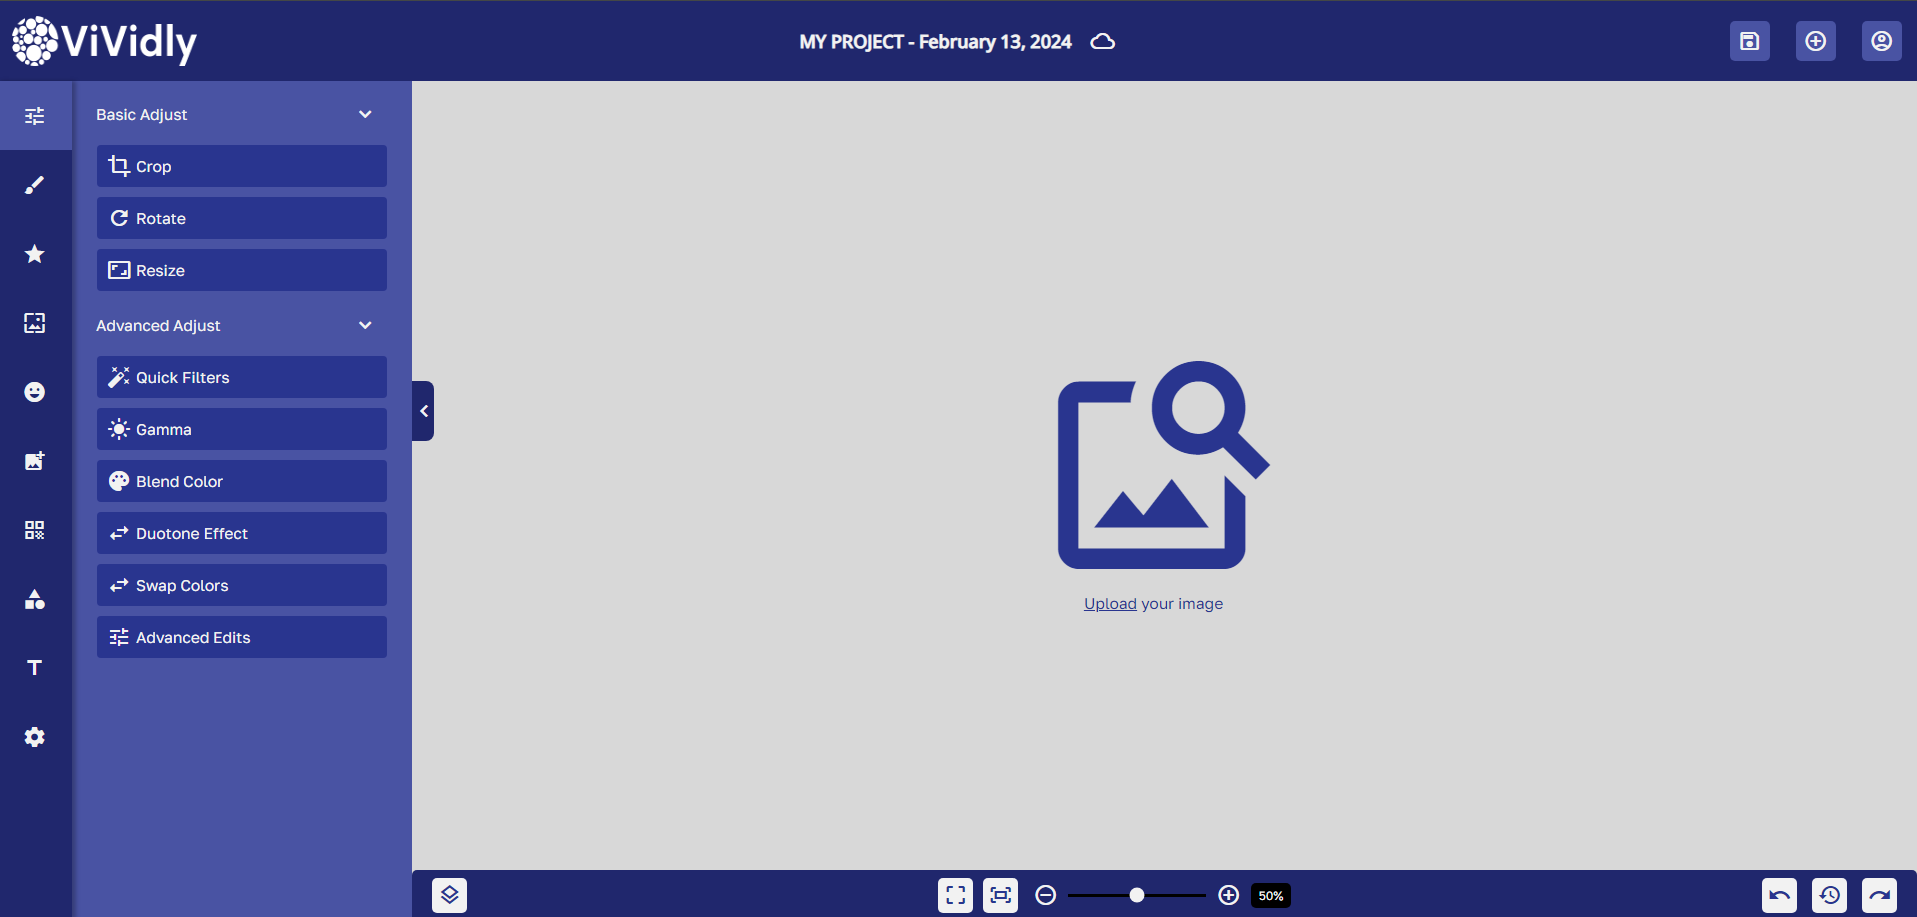 ViVidly
MY PROJECT - February 13, 2024
Basic Adjust
Crop
Rotate
Resize
Advanced Adjust
Quick Filters
Gamma
Blend Color
Duotone Effect
Swap Colors
Advanced Edits
T
Upload your image
50%